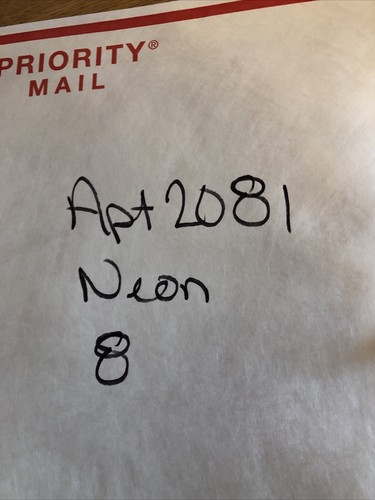 PRIORITY®
MAIL
Apt 2081
Neon
8